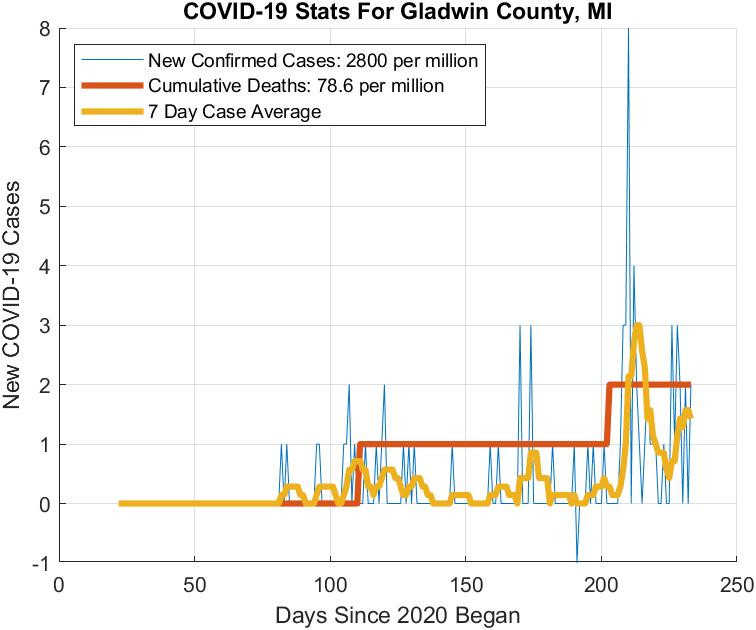 COVID-19 Stats For Gladwin County, MI
8
7
6
5
4
3
2
1
0
-1
New Confirmed Cases: 2800 per million
Cumulative Deaths: 78.6 per million
7 Day Case Average
New COVID-19 Cases
0 50 100 150 200 250
Days Since 2020 Began